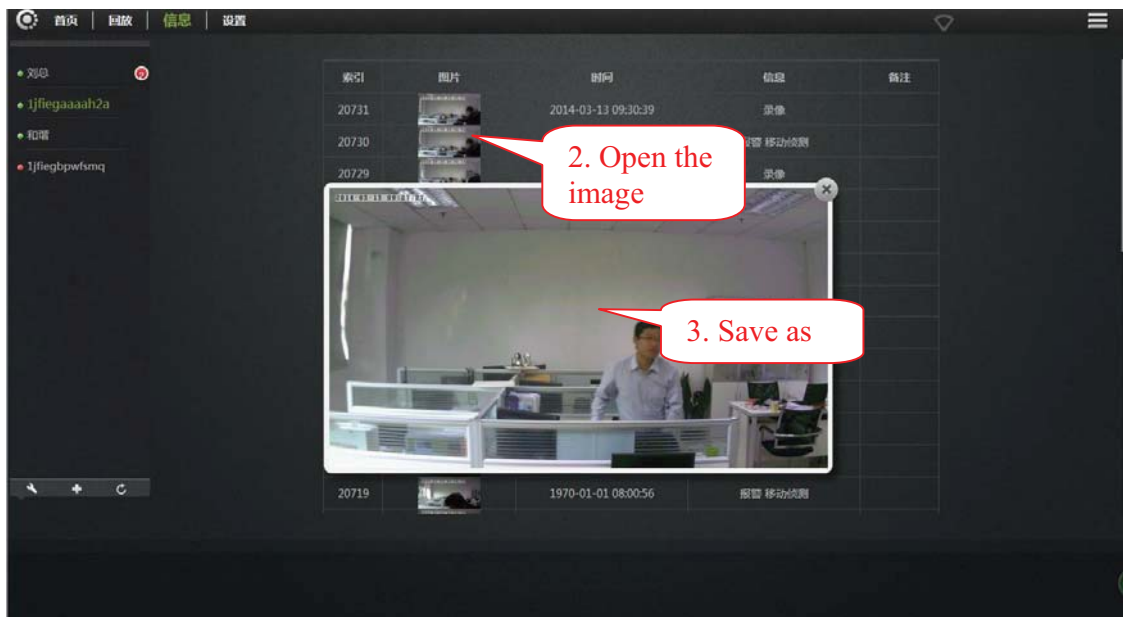 首页 | 回放 | 信息 | 设置
刘总
1jfiegaaaah2a
和谐
1jfiegbpwfsmq
索引 图片 时间 信息 备注
20731 2014-03-13 09:30:39 录像
20730 报警 移动侦测
20729 录像
2. Open the
image
3. Save as
20719 1970-01-01 08:00:56 报警 移动侦测